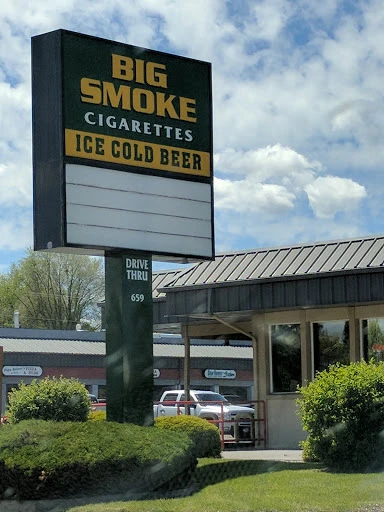 BIG
SMOKE
CIGARETTES
ICE COLD BEER
DRIVE
THRU
659